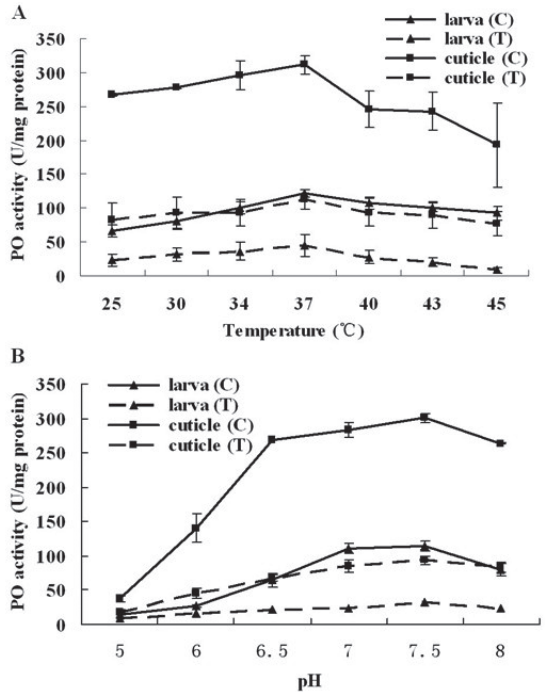 A
larva (C)
larva (T)
cuticle (C)
cuticle (T)
PO activity (U/mg protein)
350
300
250
200
150
100
50
0
25 30 34 37 40 43 45
Temperature (℃)
B
larva (C)
larva (T)
cuticle (C)
cuticle (T)
PO activity (U/mg protein)
350
300
250
200
150
100
50
0
5 6 6.5 7 7.5 8
pH